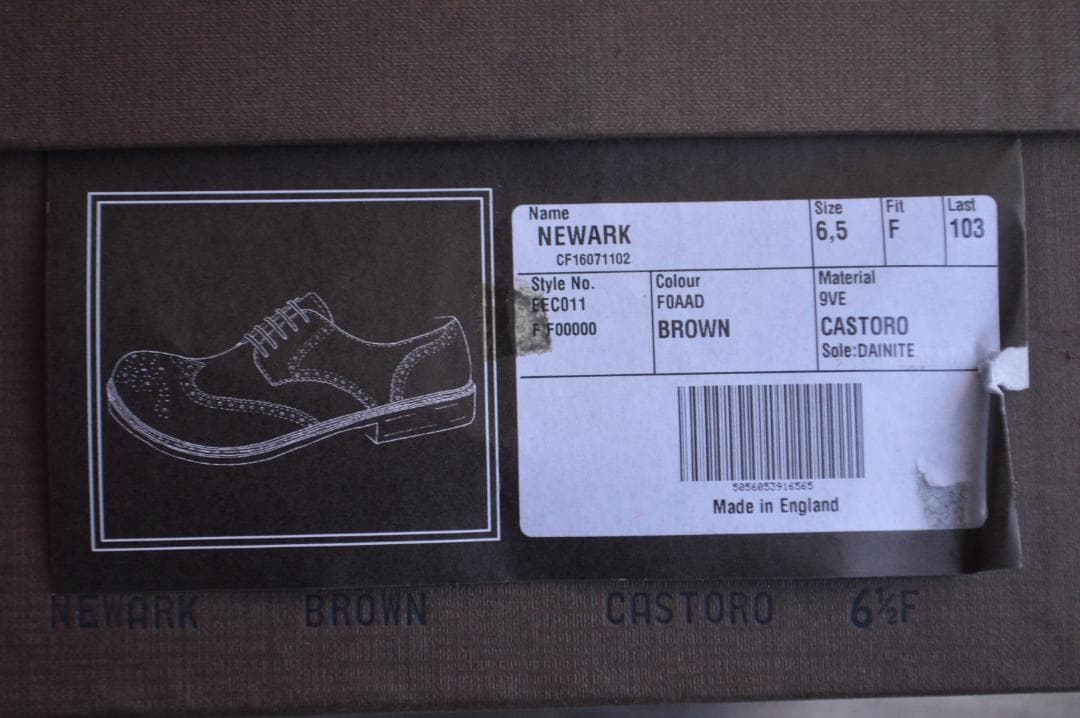 Name
NEWARK
CF16071102
Size
6,5
Fit
F
Last
103
Style No.
EEC011
F F00000
Colour
F0AAD
BROWN
Material
9VE
CASTORO
Sole:DAINITE
5056053916565
Made in England
NEWARK BROWN CASTORO 6½F